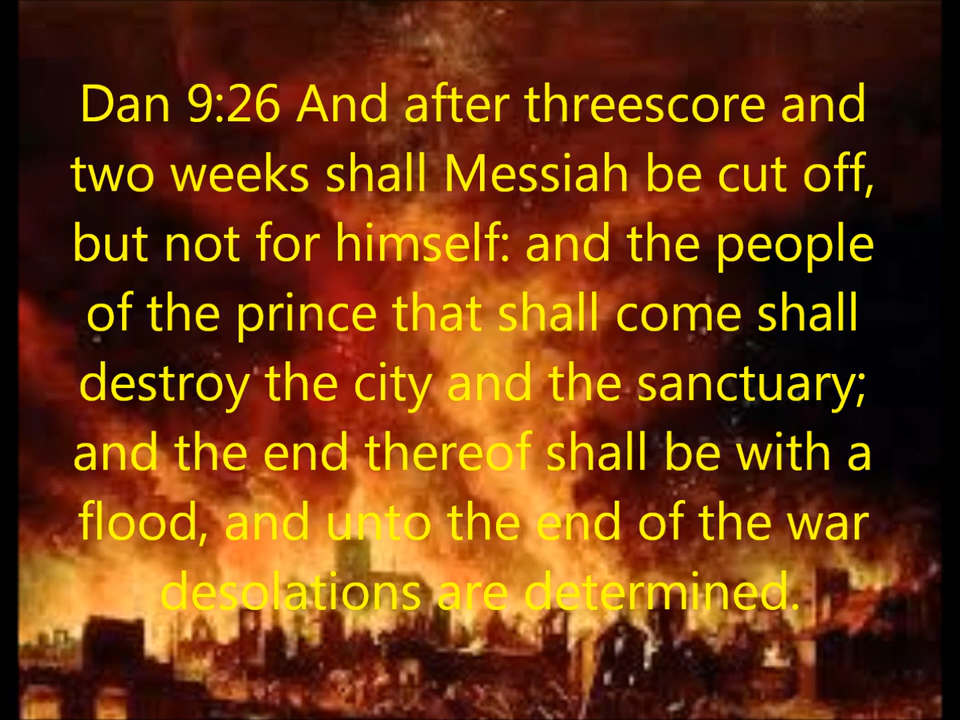 Dan 9:26 And after threescore and
two weeks shall Messiah be cut off,
but not for himself: and the people
of the prince that shall come shall
destroy the city and the sanctuary;
and the end thereof shall be with a
flood, and unto the end of the war
desolations are determined.